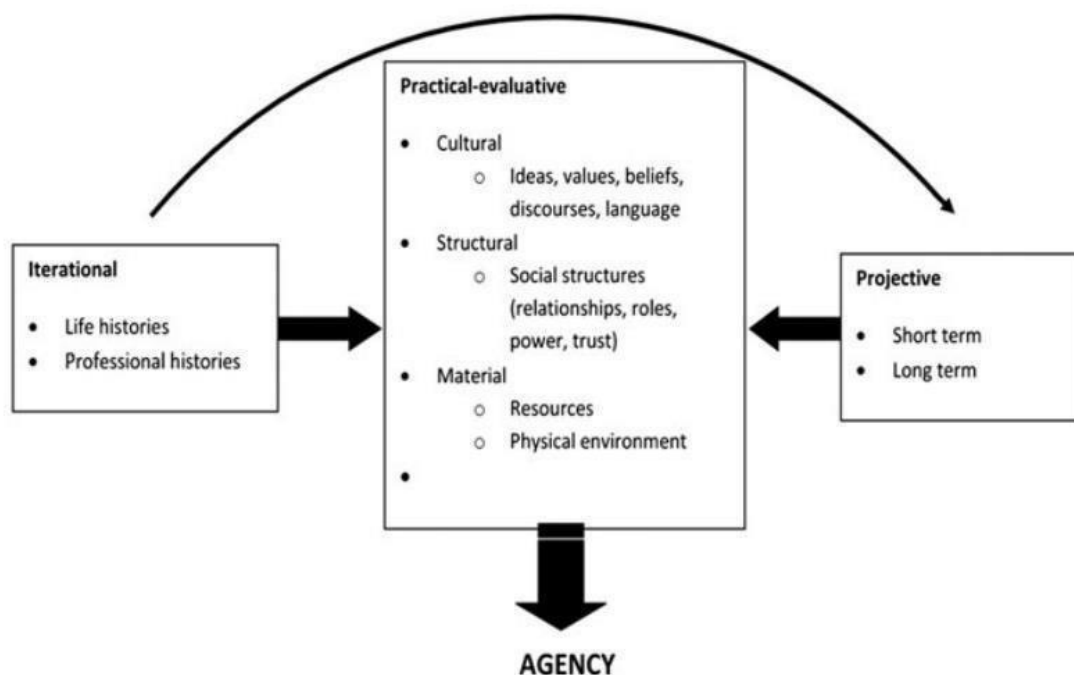 Practical-evaluative
• Cultural
○ Ideas, values, beliefs,
discourses, language
• Structural
○ Social structures
(relationships, roles,
power, trust)
• Material
○ Resources
○ Physical environment
•
Iterational
• Life histories
• Professional histories
Projective
• Short term
• Long term
AGENCY